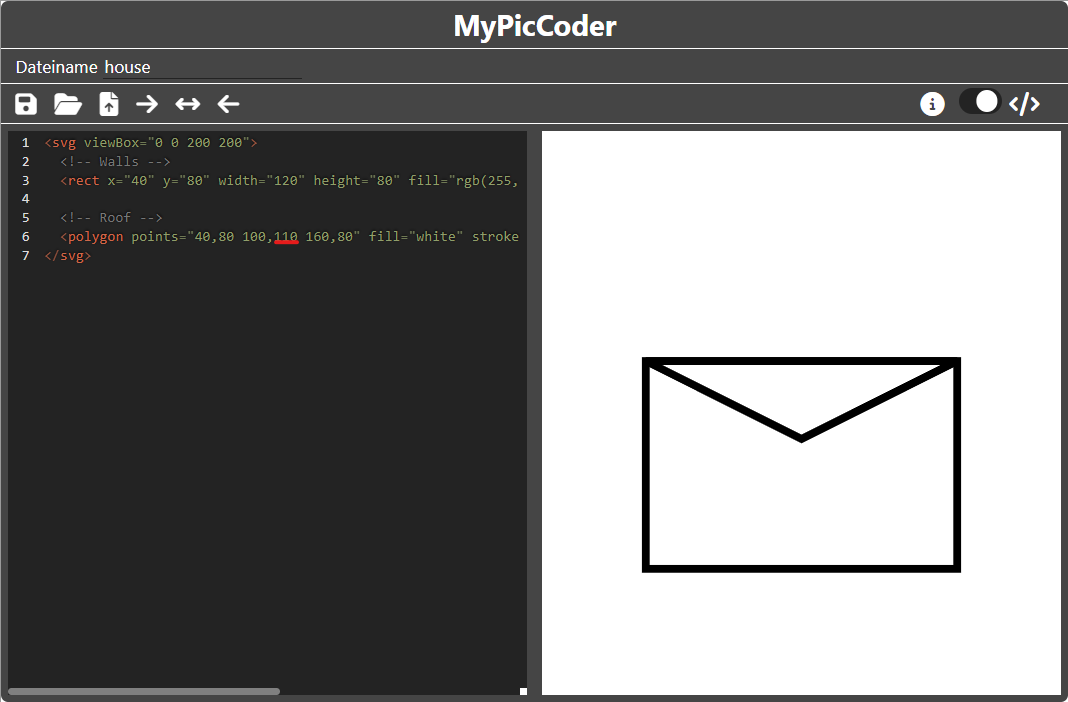 MyPicCoder
Dateiname house
1 <svg viewBox="0 0 200 200">
2 <!-- Walls -->
3 <rect x="40" y="80" width="120" height="80" fill="rgb(255,
4
5 <!-- Roof -->
6 <polygon points="40,80 100,110 160,80" fill="white" stroke
7 </svg>